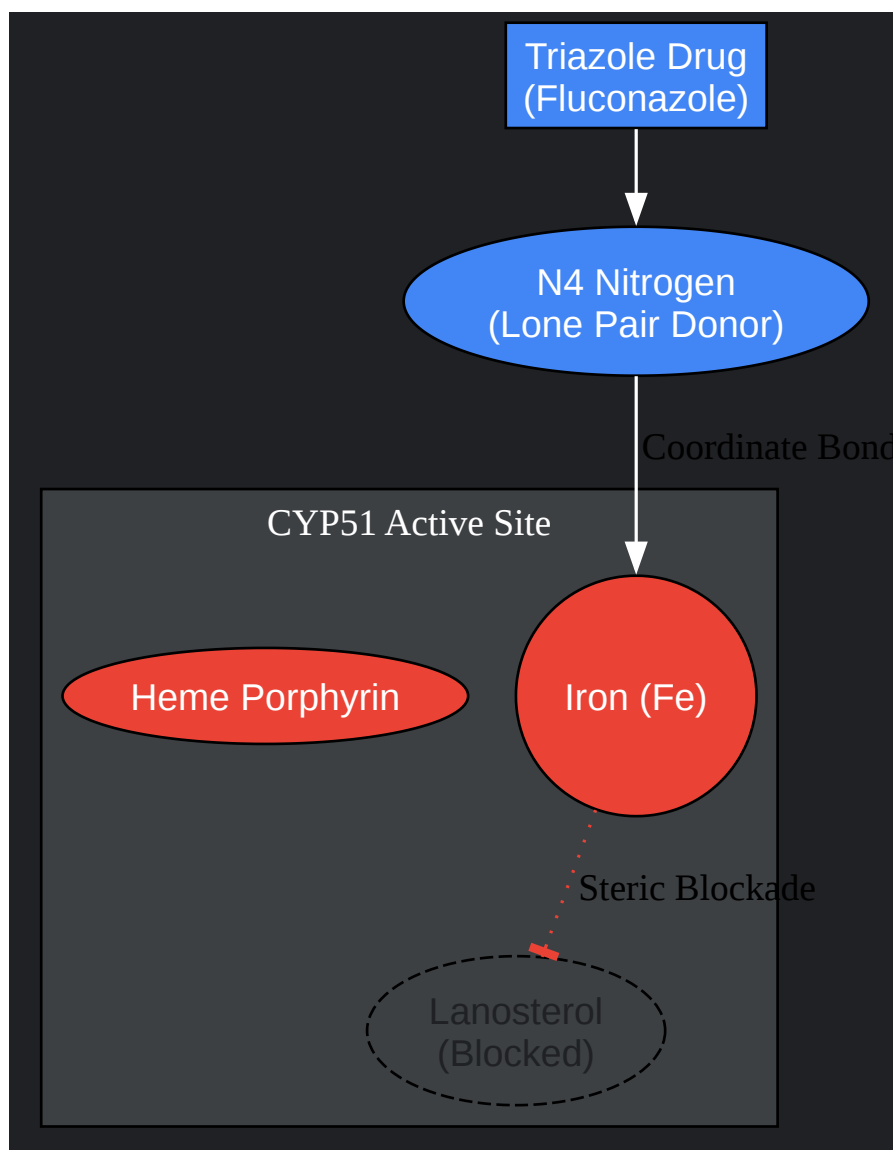 Triazole Drug
(Fluconazole)
N4 Nitrogen
(Lone Pair Donor)
Coordinate Bond
CYP51 Active Site
Heme Porphyrin
Iron (Fe)
Steric Blockade
Lanosterol
(Blocked)